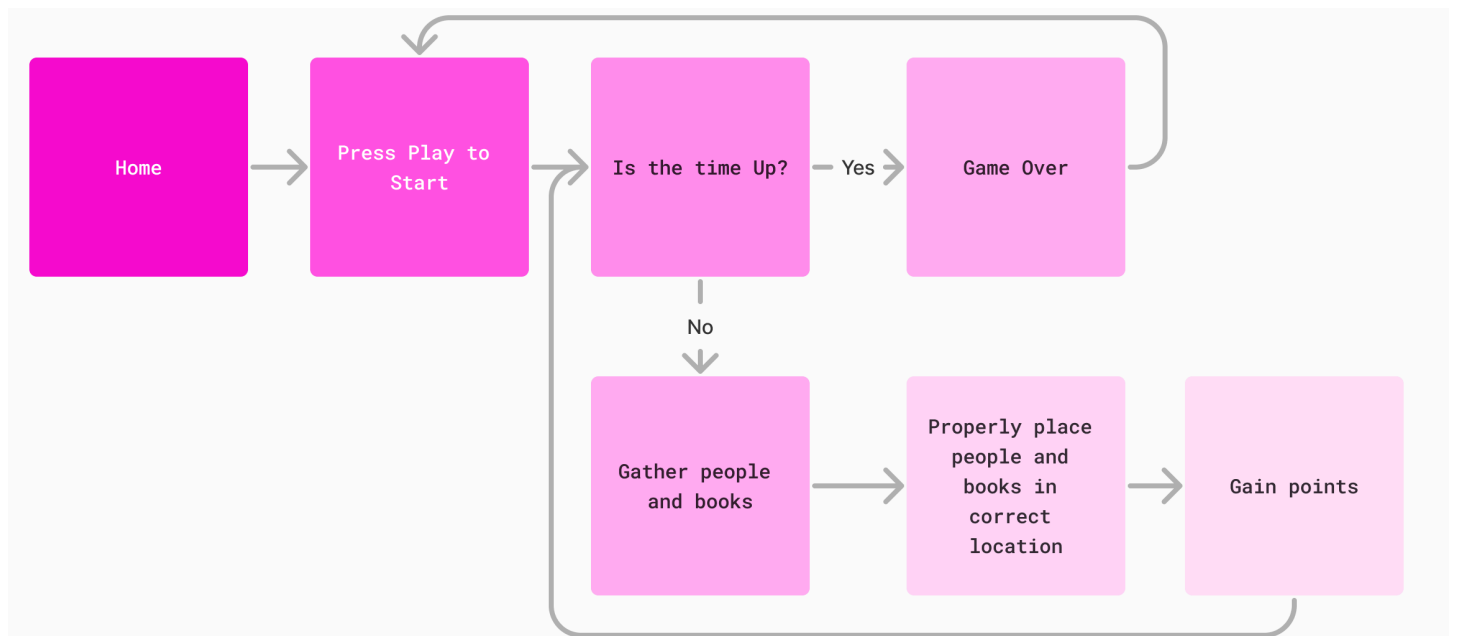 Home
Press Play to
Start
Is the time Up?
Yes
Game Over
No
Gather people
and books
Properly place
people and
books in
correct
location
Gain points